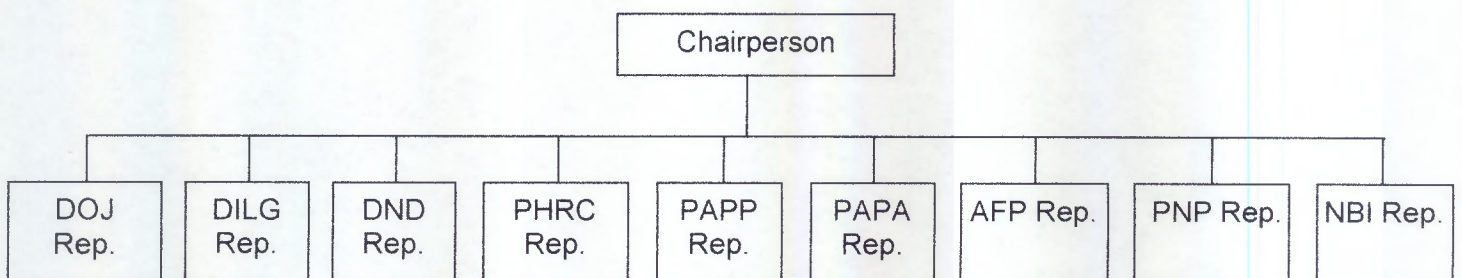 Chairperson
DOJ
Rep.
DILG
Rep.
DND
Rep.
PHRC
Rep.
PAPP
Rep.
PAPA
Rep.
AFP Rep.
PNP Rep.
NBI Rep.